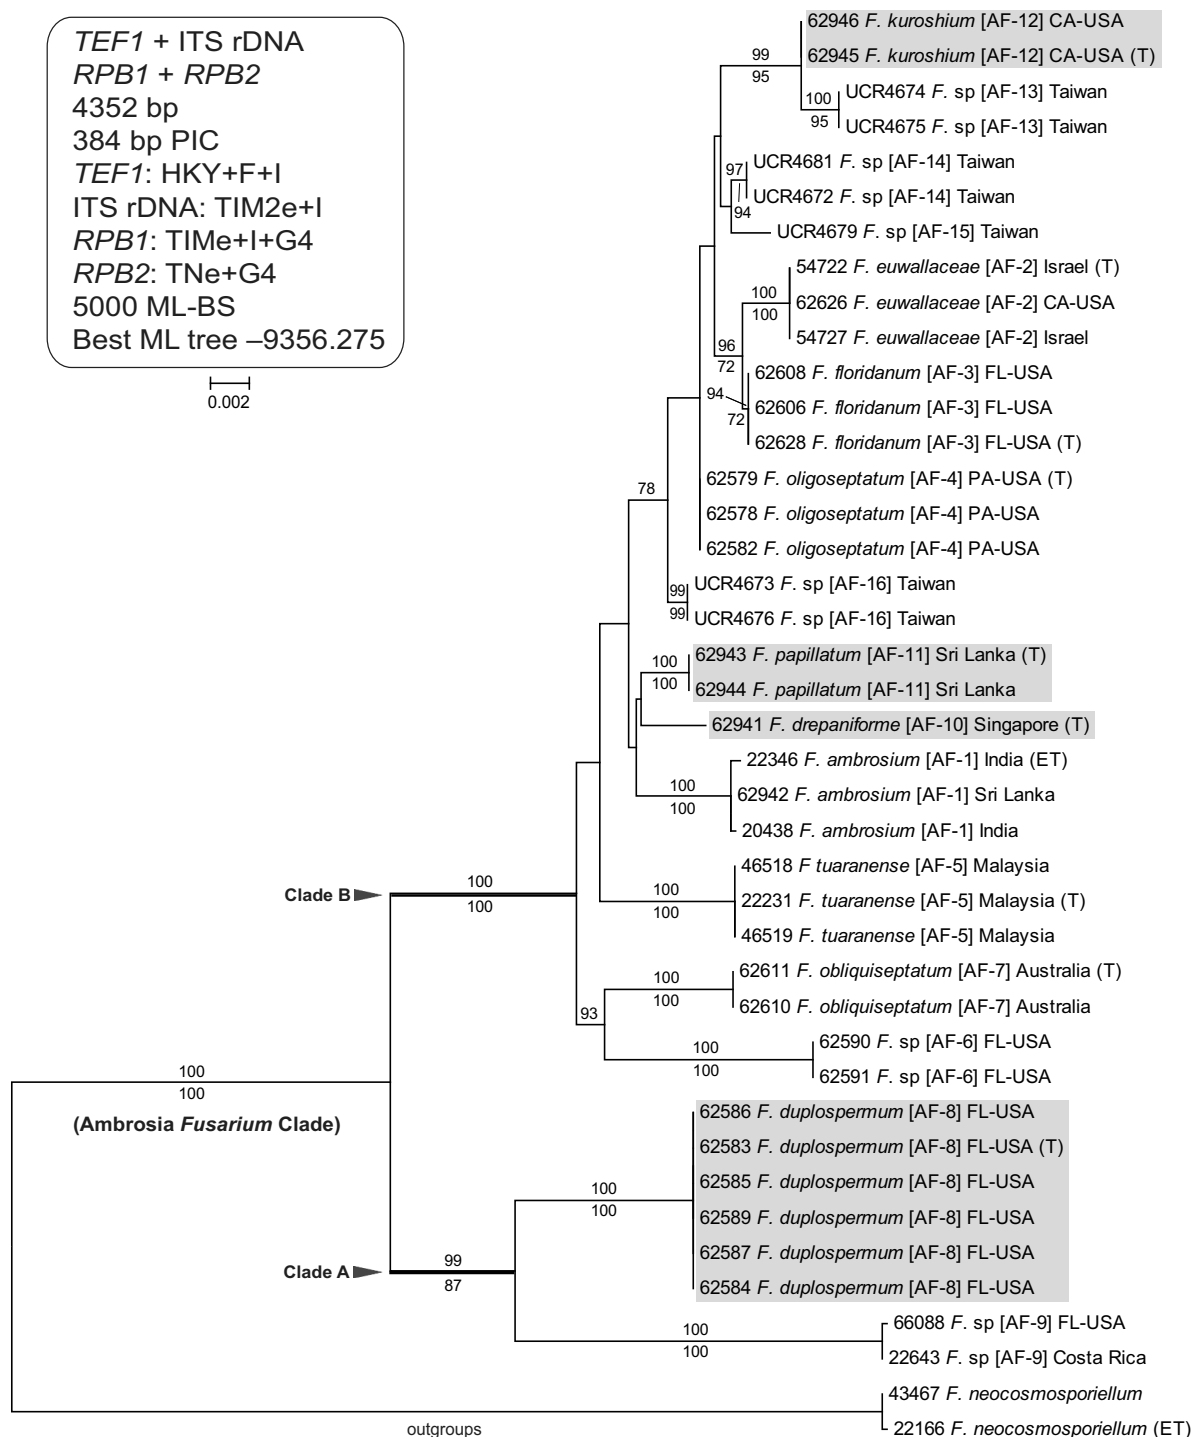 TEF1 + ITS rDNA
RPB1 + RPB2
4352 bp
384 bp PIC
TEF1: HKY+F+I
ITS rDNA: TIM2e+I
RPB1: TIMe+I+G4
RPB2: TNe+G4
5000 ML-BS
Best ML tree –9356.275
0.002
62946 F. kuroshium [AF-12] CA-USA
99
62945 F. kuroshium [AF-12] CA-USA (T)
95
UCR4674 F. sp [AF-13] Taiwan
100
95
UCR4675 F. sp [AF-13] Taiwan
UCR4681 F. sp [AF-14] Taiwan
97
UCR4672 F. sp [AF-14] Taiwan
94
UCR4679 F. sp [AF-15] Taiwan
54722 F. euwallaceae [AF-2] Israel (T)
100
62626 F. euwallaceae [AF-2] CA-USA
100
54727 F. euwallaceae [AF-2] Israel
96
72
62608 F. floridanum [AF-3] FL-USA
94
62606 F. floridanum [AF-3] FL-USA
72
62628 F. floridanum [AF-3] FL-USA (T)
62579 F. oligoseptatum [AF-4] PA-USA (T)
78
62578 F. oligoseptatum [AF-4] PA-USA
62582 F. oligoseptatum [AF-4] PA-USA
UCR4673 F. sp [AF-16] Taiwan
99
99
UCR4676 F. sp [AF-16] Taiwan
62943 F. papillatum [AF-11] Sri Lanka (T)
100
100
62944 F. papillatum [AF-11] Sri Lanka
62941 F. drepaniforme [AF-10] Singapore (T)
22346 F. ambrosium [AF-1] India (ET)
100
62942 F. ambrosium [AF-1] Sri Lanka
100
20438 F. ambrosium [AF-1] India
46518 F tuaranense [AF-5] Malaysia
100
22231 F. tuaranense [AF-5] Malaysia (T)
100
46519 F. tuaranense [AF-5] Malaysia
100
Clade B
100
62611 F. obliquiseptatum [AF-7] Australia (T)
100
100
62610 F. obliquiseptatum [AF-7] Australia
93
62590 F. sp [AF-6] FL-USA
100
100
62591 F. sp [AF-6] FL-USA
100
100
(Ambrosia Fusarium Clade)
62586 F. duplospermum [AF-8] FL-USA
62583 F. duplospermum [AF-8] FL-USA (T)
62585 F. duplospermum [AF-8] FL-USA
100
100
62589 F. duplospermum [AF-8] FL-USA
62587 F. duplospermum [AF-8] FL-USA
62584 F. duplospermum [AF-8] FL-USA
99
Clade A
87
66088 F. sp [AF-9] FL-USA
100
100
22643 F. sp [AF-9] Costa Rica
43467 F. neocosmosporiellum
outgroups
22166 F. neocosmosporiellum (ET)